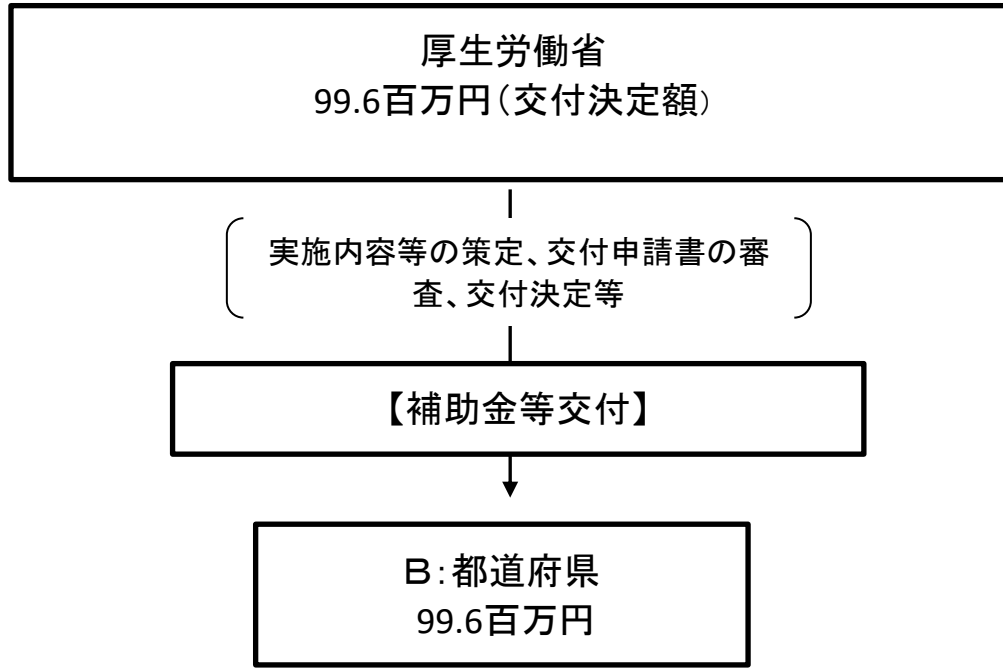 厚生労働省
99.6百万円（交付決定額）
実施内容等の策定、交付申請書の審
査、交付決定等
【補助金等交付】
Ｂ：都道府県
99.6百万円